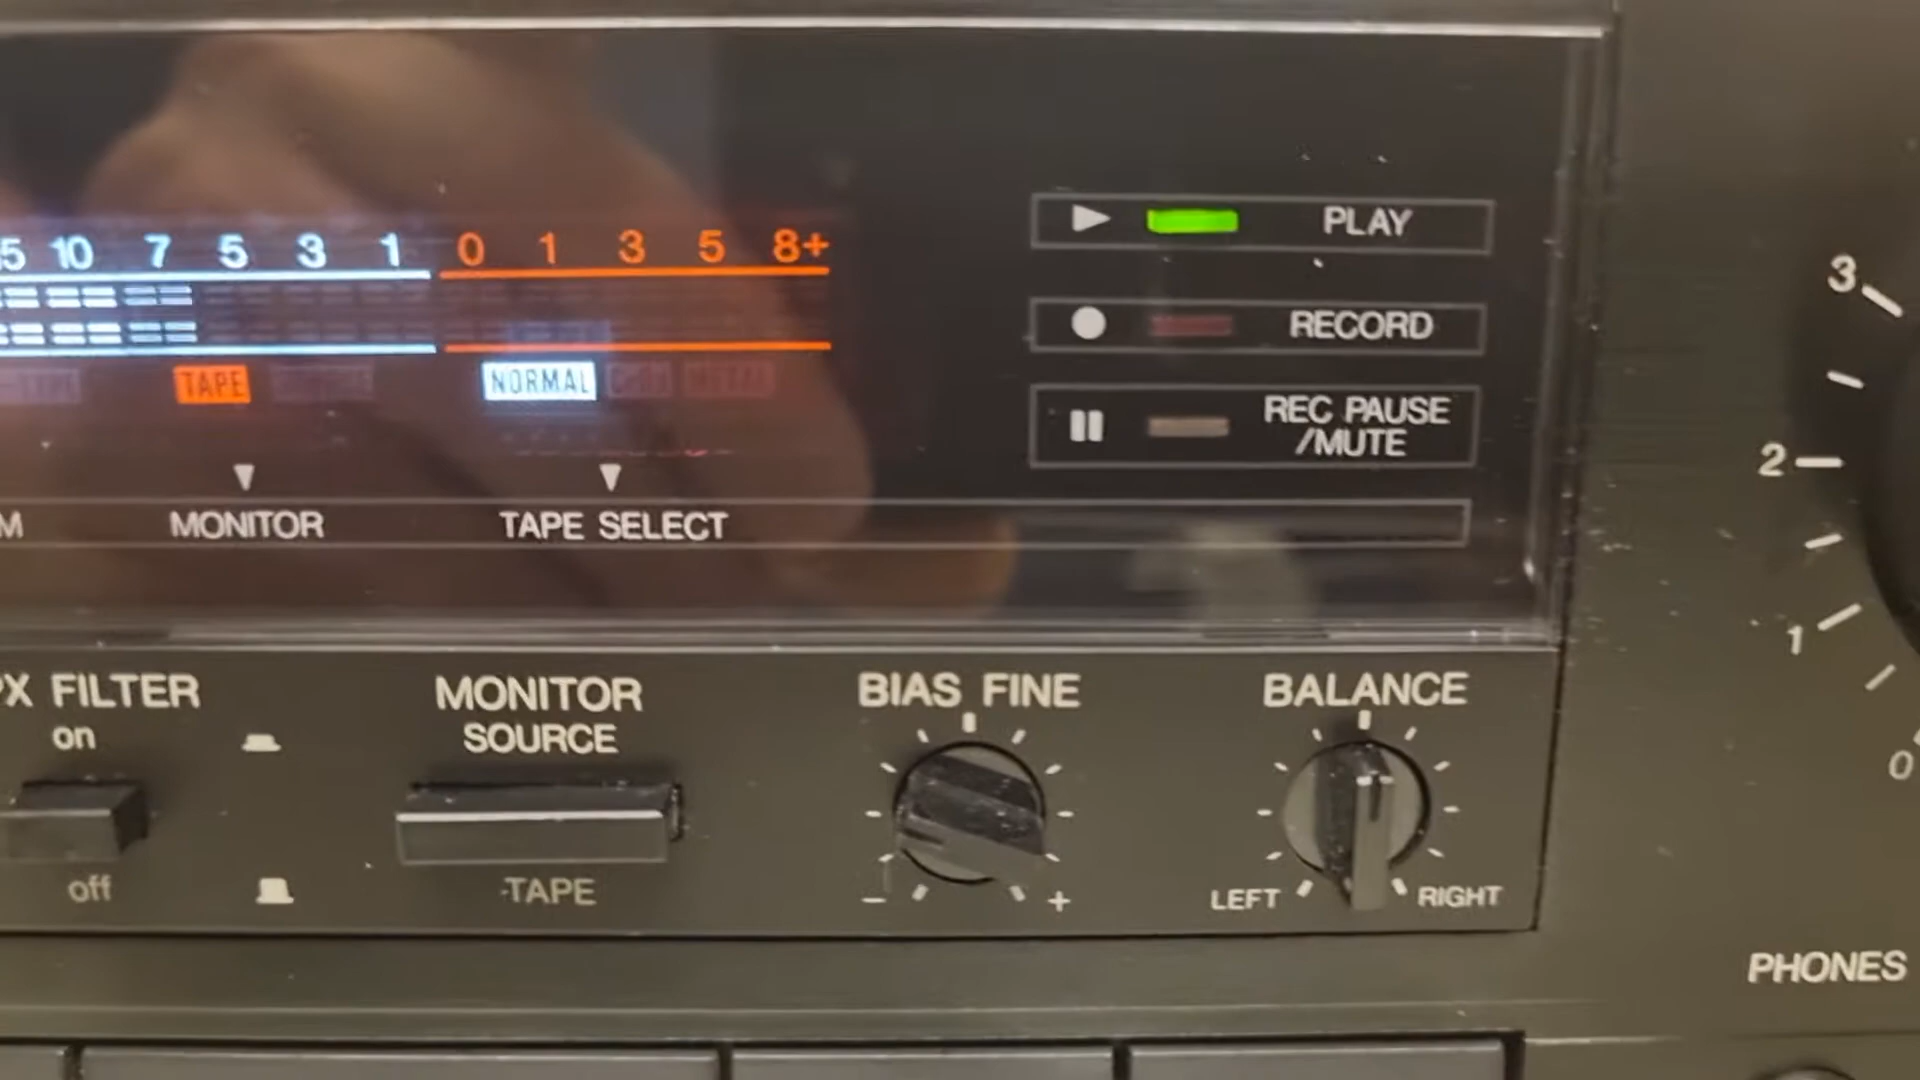 15 10 7 5 3 1 0 1 3 5 8+
TAPE NORMAL
MONITOR TAPE SELECT
PLAY
RECORD
REC PAUSE
/MUTE
3
2
1
0
FILTER
on
off
MONITOR
SOURCE
TAPE
BIAS FINE
- +
BALANCE
LEFT RIGHT
PHONES